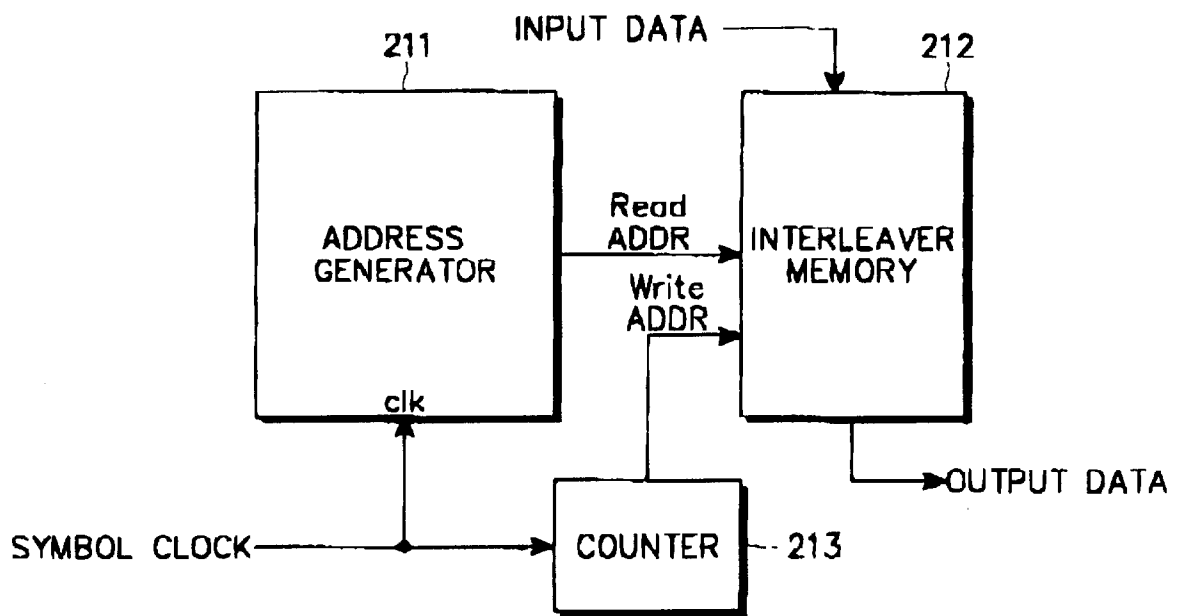 INPUT DATA
211
212
Read
ADDR
ADDRESS
GENERATOR
INTERLEAVER
MEMORY
Write
ADDR
clk
OUTPUT DATA
SYMBOL CLOCK
COUNTER
213